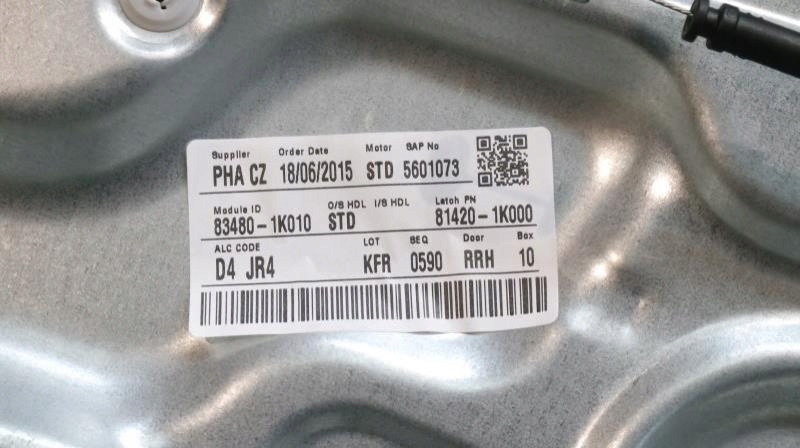 Supplier Order Date Motor SAP No
PHA CZ 18/06/2015 STD 5601073
Module ID O/S HDL I/S HDL Latch PN
83480-1K010 STD 81420-1K000
ALC CODE LOT SEQ Door Box
D4 JR4 KFR 0590 RRH 10